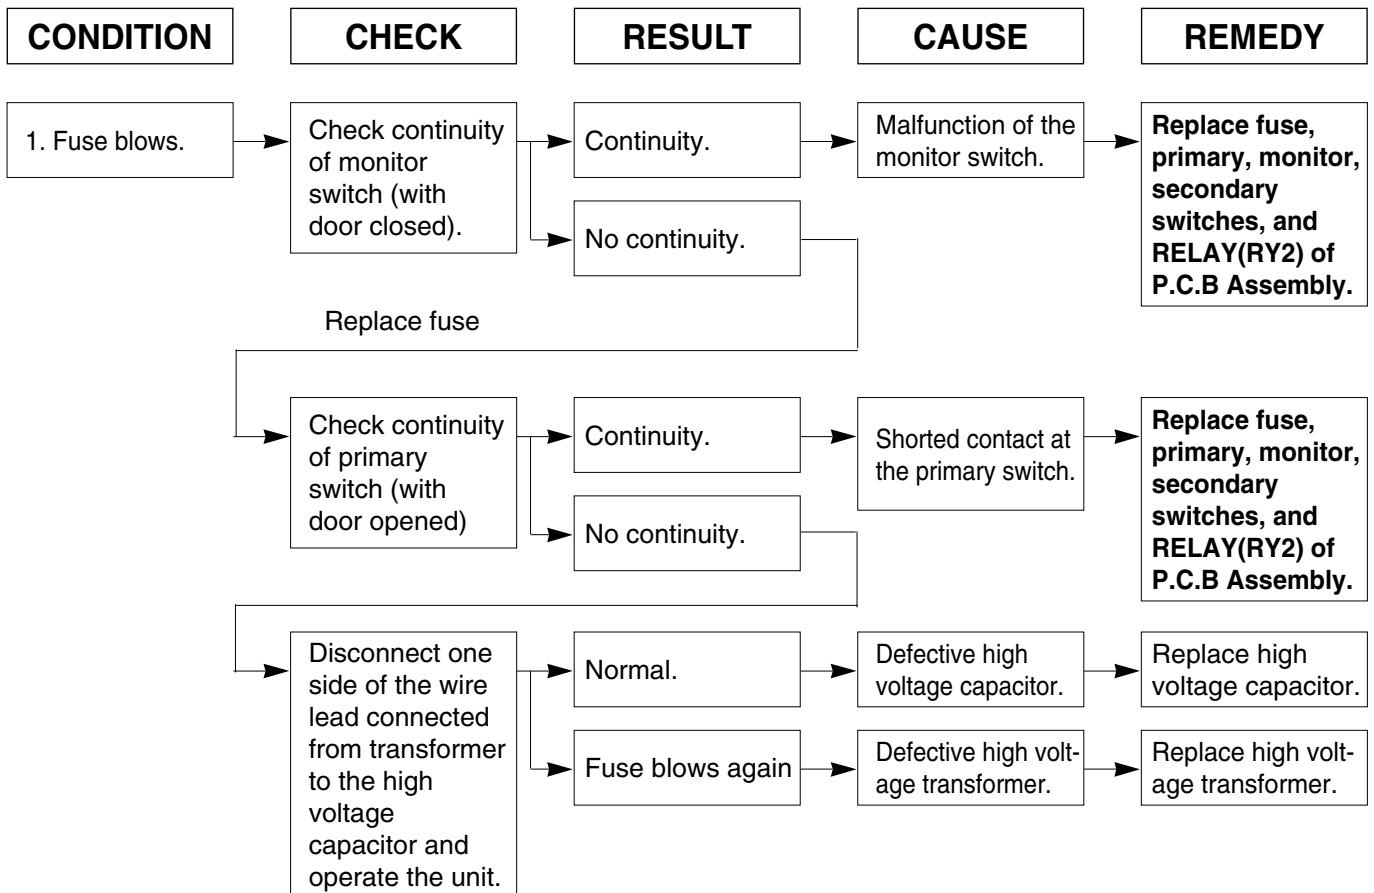 CONDITION
CHECK
RESULT
CAUSE
REMEDY
1. Fuse blows.
Check continuity
of monitor
switch (with
door closed).
Continuity.
Malfunction of the
monitor switch.
Replace fuse,
primary, monitor,
secondary
switches, and
RELAY(RY2) of
P.C.B Assembly.
No continuity.
Replace fuse
Check continuity
of primary
switch (with
door opened)
Continuity.
Shorted contact at
the primary switch.
Replace fuse,
primary, monitor,
secondary
switches, and
RELAY(RY2) of
P.C.B Assembly.
No continuity.
Disconnect one
side of the wire
lead connected
from transformer
to the high
voltage
capacitor and
operate the unit.
Normal.
Defective high
voltage capacitor.
Replace high
voltage capacitor.
Fuse blows again
Defective high volt-
age transformer.
Replace high volt-
age transformer.